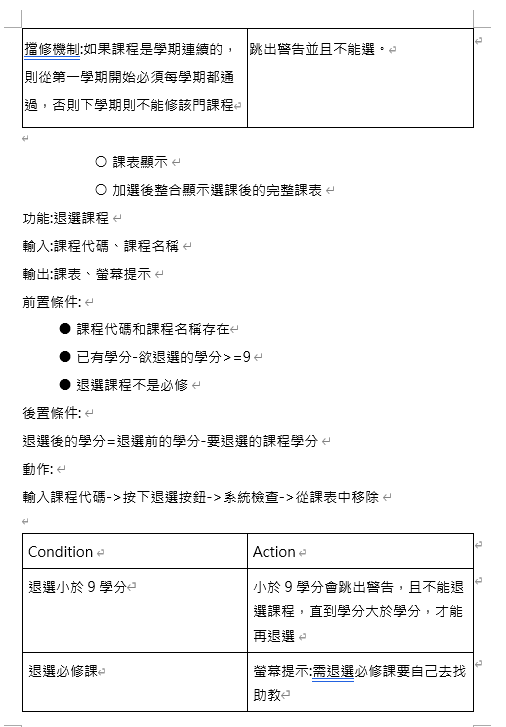 擋修機制:如果課程是學期連續的，
則從第一學期開始必須每學期都通
過，否則下學期則不能修該門課程
跳出警告並且不能選。
課表顯示
加選後整合顯示選課後的完整課表
功能:退選課程
輸入:課程代碼、課程名稱
輸出:課表、螢幕提示
前置條件:
課程代碼和課程名稱存在
已有學分-欲退選的學分>=9
退選課程不是必修
後置條件:
退選後的學分=退選前的學分-要退選的課程學分
動作:
輸入課程代碼->按下退選按鈕->系統檢查->從課表中移除
Condition
Action
退選小於 9 學分
小於 9 學分會跳出警告，且不能退
選課程，直到學分大於學分，才能
再退選
退選必修課
螢幕提示:需退選必修課要自己去找
助教